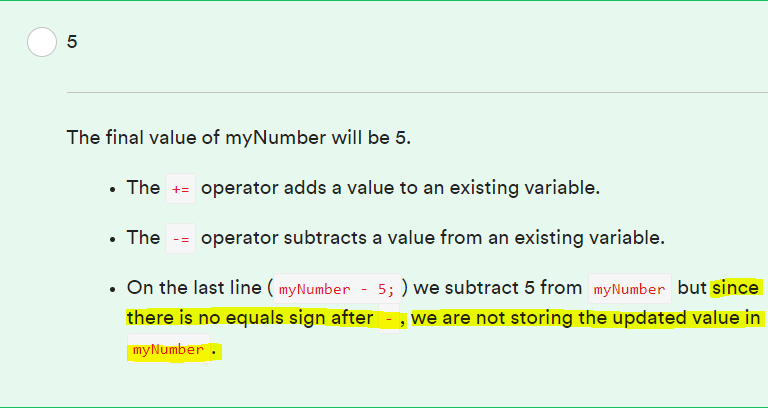 5
The final value of myNumber will be 5.
• The += operator adds a value to an existing variable.
• The -= operator subtracts a value from an existing variable.
• On the last line ( myNumber - 5; ) we subtract 5 from myNumber but since
there is no equals sign after - , we are not storing the updated value in
myNumber .